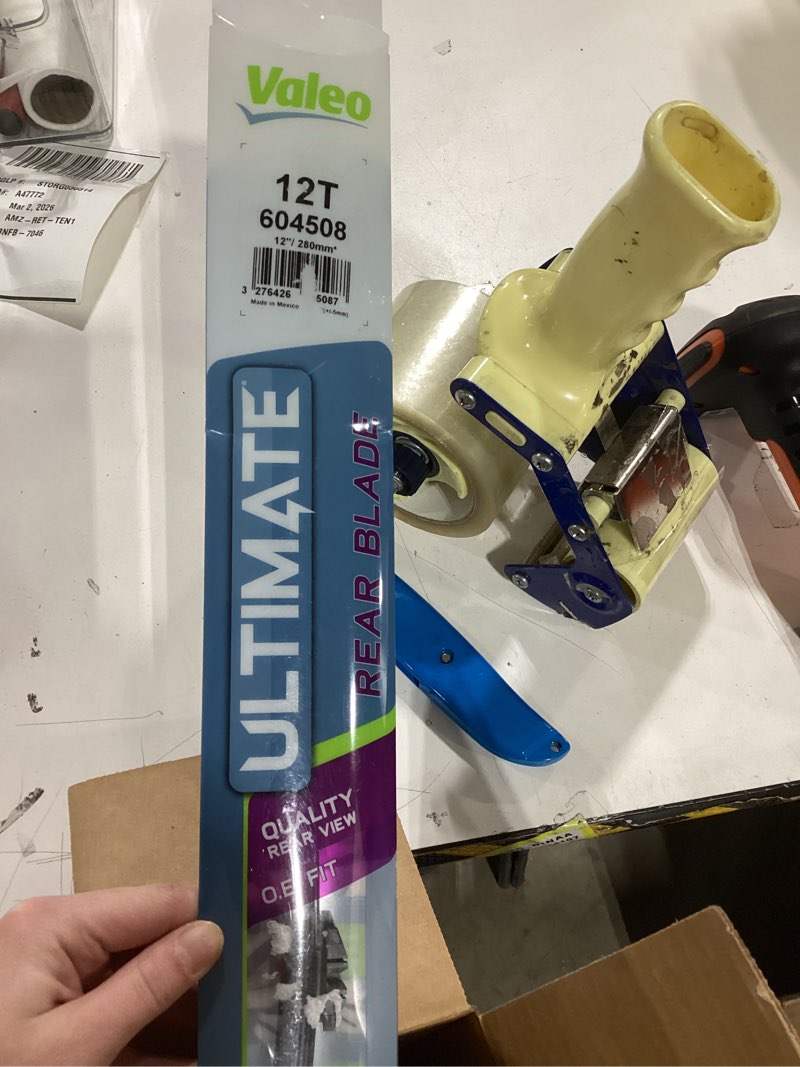 Valeo
12T
604508
12"/ 280mm*
3 276426 5087
Made in Mexico
*(+/-5mm)
ULTIMATE
REAR BLADE
QUALITY
REAR VIEW
O.E. FIT
A47772
Mar 2, 2026
AMZ-RET-TEN1